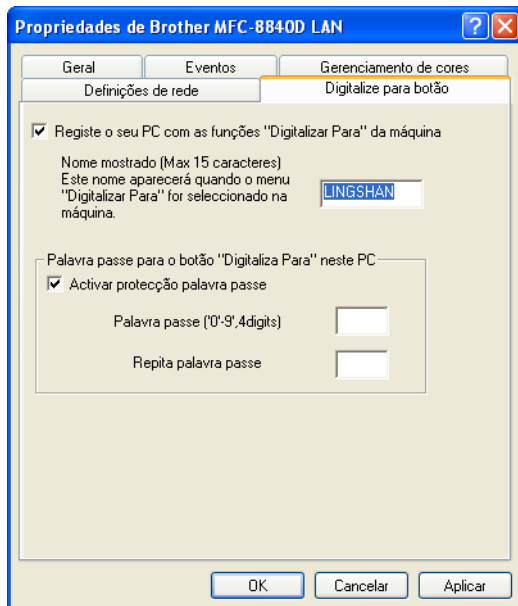 Propriedades de Brother MFC-8840D LAN
Geral
Eventos
Gerenciamento de cores
Definições de rede
Digitalize para botão
Registe o seu PC com as funções "Digitalizar Para" da máquina
Nome mostrado (Max 15 caracteres)
Este nome aparecerá quando o menu
"Digitalizar Para" for seleccionado na
máquina.
LINGSHAN
Palavra passe para o botão "Digitaliza Para" neste PC
Activar protecção palavra passe
Palavra passe ('0'-9',4digits)
Repita palavra passe
OK
Cancelar
Aplicar